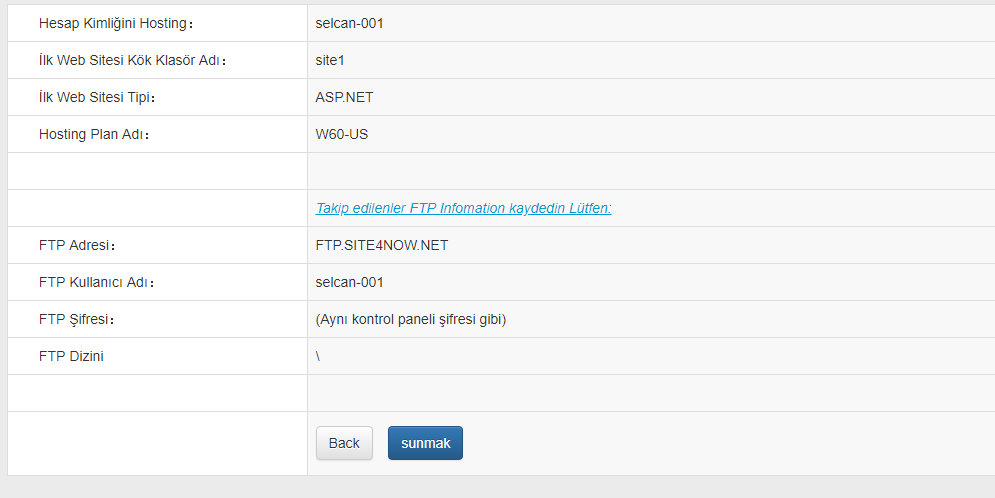 Hesap Kimliğini Hosting: selcan-001
İlk Web Sitesi Kök Klasör Adı: site1
İlk Web Sitesi Tipi: ASP.NET
Hosting Plan Adı: W60-US
Takip edilenler FTP Infomation kaydedin Lütfen:
FTP Adresi: FTP.SITE4NOW.NET
FTP Kullanıcı Adı: selcan-001
FTP Şifresi: (Aynı kontrol paneli şifresi gibi)
FTP Dizini \
Back sunmak